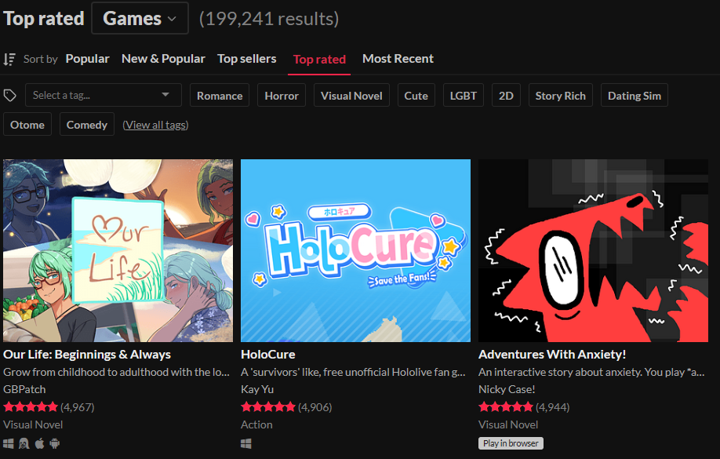 Top rated Games (199,241 results)
Sort by Popular New & Popular Top sellers Top rated Most Recent
Select a tag... Romance Horror Visual Novel Cute LGBT 2D Story Rich Dating Sim
Otome Comedy (View all tags)
Our
Life
ホロキュア
HoloCure
Save the Fans!
Our Life: Beginnings & Always
Grow from childhood to adulthood with the lo...
GBPatch
(4,967)
Visual Novel
HoloCure
A 'survivors' like, free unofficial Hololive fan g...
Kay Yu
(4,906)
Action
Adventures With Anxiety!
An interactive story about anxiety. You play *a...
Nicky Case!
(4,944)
Visual Novel
Play in browser